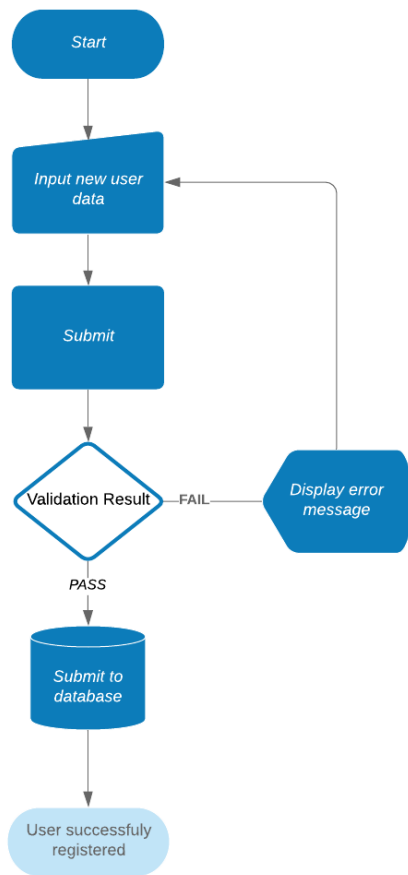 Start
Input new user
data
Submit
Validation Result
FAIL
Display error
message
PASS
Submit to
database
User successfuly
registered